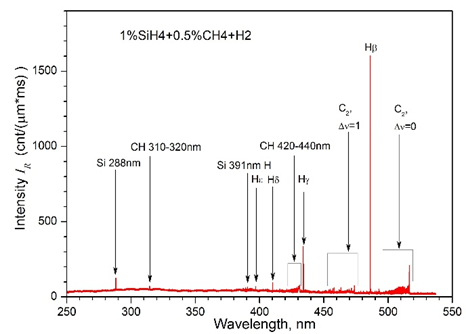 1%SiH4+0.5%CH4+H2
Hβ
C₂,
Δν=1
C₂,
Δν=0
CH 310-320nm
Si 288nm
Si 391nm H
CH 420-440nm
Hε
Hδ
Hγ
Intensity I_R (cnt/(μm*ms))
1500
1000
500
0
250 300 350 400 450 500 550
Wavelength, nm